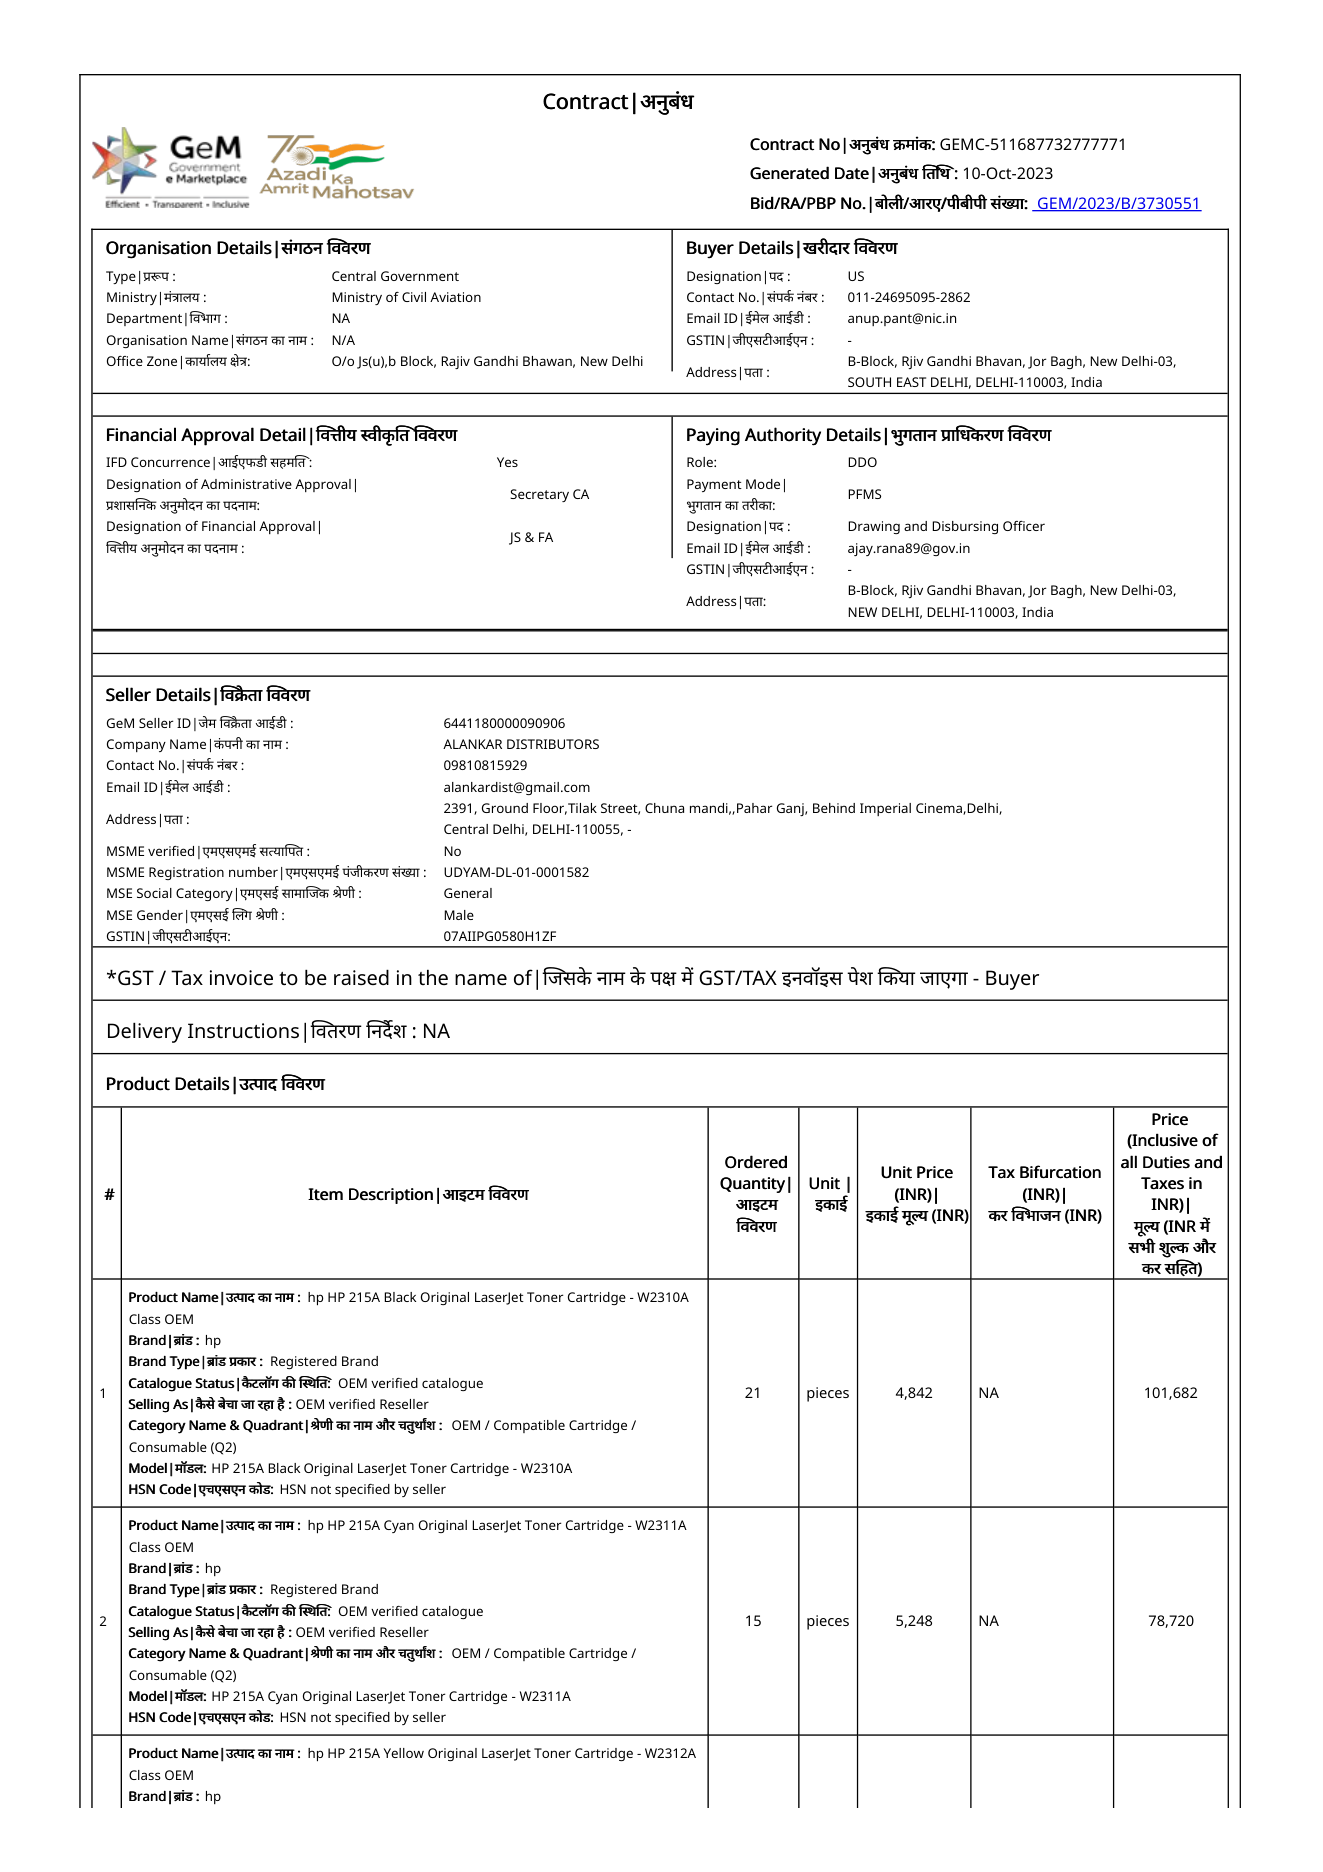 Contract|अनुबंध
GeM
Government
e Marketplace
Efficient • Transparent • Inclusive
75
Azadi Ka
Amrit Mahotsav
Contract No|अनुबंध क्रमांक: GEMC-511687732777771
Generated Date|अनुबंध तिथि : 10-Oct-2023
Bid/RA/PBP No.|बोली/आरए/पीबीपी संख्या: GEM/2023/B/3730551
Organisation Details|संगठन विवरण
Type|प्ररूप : Central Government
Ministry|मंत्रालय : Ministry of Civil Aviation
Department|विभाग : NA
Organisation Name|संगठन का नाम : N/A
Office Zone|कार्यालय क्षेत्र: O/o Js(u),b Block, Rajiv Gandhi Bhawan, New Delhi
Buyer Details|खरीदार विवरण
Designation|पद : US
Contact No.|संपर्क नंबर : 011-24695095-2862
Email ID|ईमेल आईडी : anup.pant@nic.in
GSTIN|जीएसटीआईएन : -
Address|पता : B-Block, Rjiv Gandhi Bhavan, Jor Bagh, New Delhi-03,
SOUTH EAST DELHI, DELHI-110003, India
Financial Approval Detail|वित्तीय स्वीकृति विवरण
IFD Concurrence|आईएफडी सहमति : Yes
Designation of Administrative Approval|
प्रशासनिक अनुमोदन का पदनाम: Secretary CA
Designation of Financial Approval|
वित्तीय अनुमोदन का पदनाम : JS & FA
Paying Authority Details|भुगतान प्राधिकरण विवरण
Role: DDO
Payment Mode|
भुगतान का तरीका: PFMS
Designation|पद : Drawing and Disbursing Officer
Email ID|ईमेल आईडी : ajay.rana89@gov.in
GSTIN|जीएसटीआईएन : -
Address|पता: B-Block, Rjiv Gandhi Bhavan, Jor Bagh, New Delhi-03,
NEW DELHI, DELHI-110003, India
Seller Details|विक्रेता विवरण
GeM Seller ID|जेम विक्रेता आईडी : 6441180000090906
Company Name|कंपनी का नाम : ALANKAR DISTRIBUTORS
Contact No.|संपर्क नंबर : 09810815929
Email ID|ईमेल आईडी : alankardist@gmail.com
Address|पता : 2391, Ground Floor,Tilak Street, Chuna mandi,,Pahar Ganj, Behind Imperial Cinema,Delhi,
Central Delhi, DELHI-110055, -
MSME verified|एमएसएमई सत्यापित : No
MSME Registration number|एमएसएमई पंजीकरण संख्या : UDYAM-DL-01-0001582
MSE Social Category|एमएसई सामाजिक श्रेणी : General
MSE Gender|एमएसई लिंग श्रेणी : Male
GSTIN|जीएसटीआईएन: 07AIIPG0580H1ZF
*GST / Tax invoice to be raised in the name of|जिसके नाम के पक्ष में GST/TAX इनवॉइस पेश किया जाएगा - Buyer
Delivery Instructions|वितरण निर्देश : NA
Product Details|उत्पाद विवरण
#
Item Description|आइटम विवरण
Ordered
Quantity|
आइटम
विवरण
Unit |
इकाई
Unit Price
(INR)|
इकाई मूल्य (INR)
Tax Bifurcation
(INR)|
कर विभाजन (INR)
Price
(Inclusive of
all Duties and
Taxes in
INR)|
मूल्य (INR में
सभी शुल्क और
कर सहित)
1
Product Name|उत्पाद का नाम : hp HP 215A Black Original LaserJet Toner Cartridge - W2310A
Class OEM
Brand|ब्रांड : hp
Brand Type|ब्रांड प्रकार : Registered Brand
Catalogue Status|कैटलॉग की स्थिति: OEM verified catalogue
Selling As|कैसे बेचा जा रहा है : OEM verified Reseller
Category Name & Quadrant|श्रेणी का नाम और चतुर्थांश : OEM / Compatible Cartridge /
Consumable (Q2)
Model|मॉडल: HP 215A Black Original LaserJet Toner Cartridge - W2310A
HSN Code|एचएसएन कोड: HSN not specified by seller
21 pieces 4,842 NA 101,682
2
Product Name|उत्पाद का नाम : hp HP 215A Cyan Original LaserJet Toner Cartridge - W2311A
Class OEM
Brand|ब्रांड : hp
Brand Type|ब्रांड प्रकार : Registered Brand
Catalogue Status|कैटलॉग की स्थिति: OEM verified catalogue
Selling As|कैसे बेचा जा रहा है : OEM verified Reseller
Category Name & Quadrant|श्रेणी का नाम और चतुर्थांश : OEM / Compatible Cartridge /
Consumable (Q2)
Model|मॉडल: HP 215A Cyan Original LaserJet Toner Cartridge - W2311A
HSN Code|एचएसएन कोड: HSN not specified by seller
15 pieces 5,248 NA 78,720
Product Name|उत्पाद का नाम : hp HP 215A Yellow Original LaserJet Toner Cartridge - W2312A
Class OEM
Brand|ब्रांड : hp